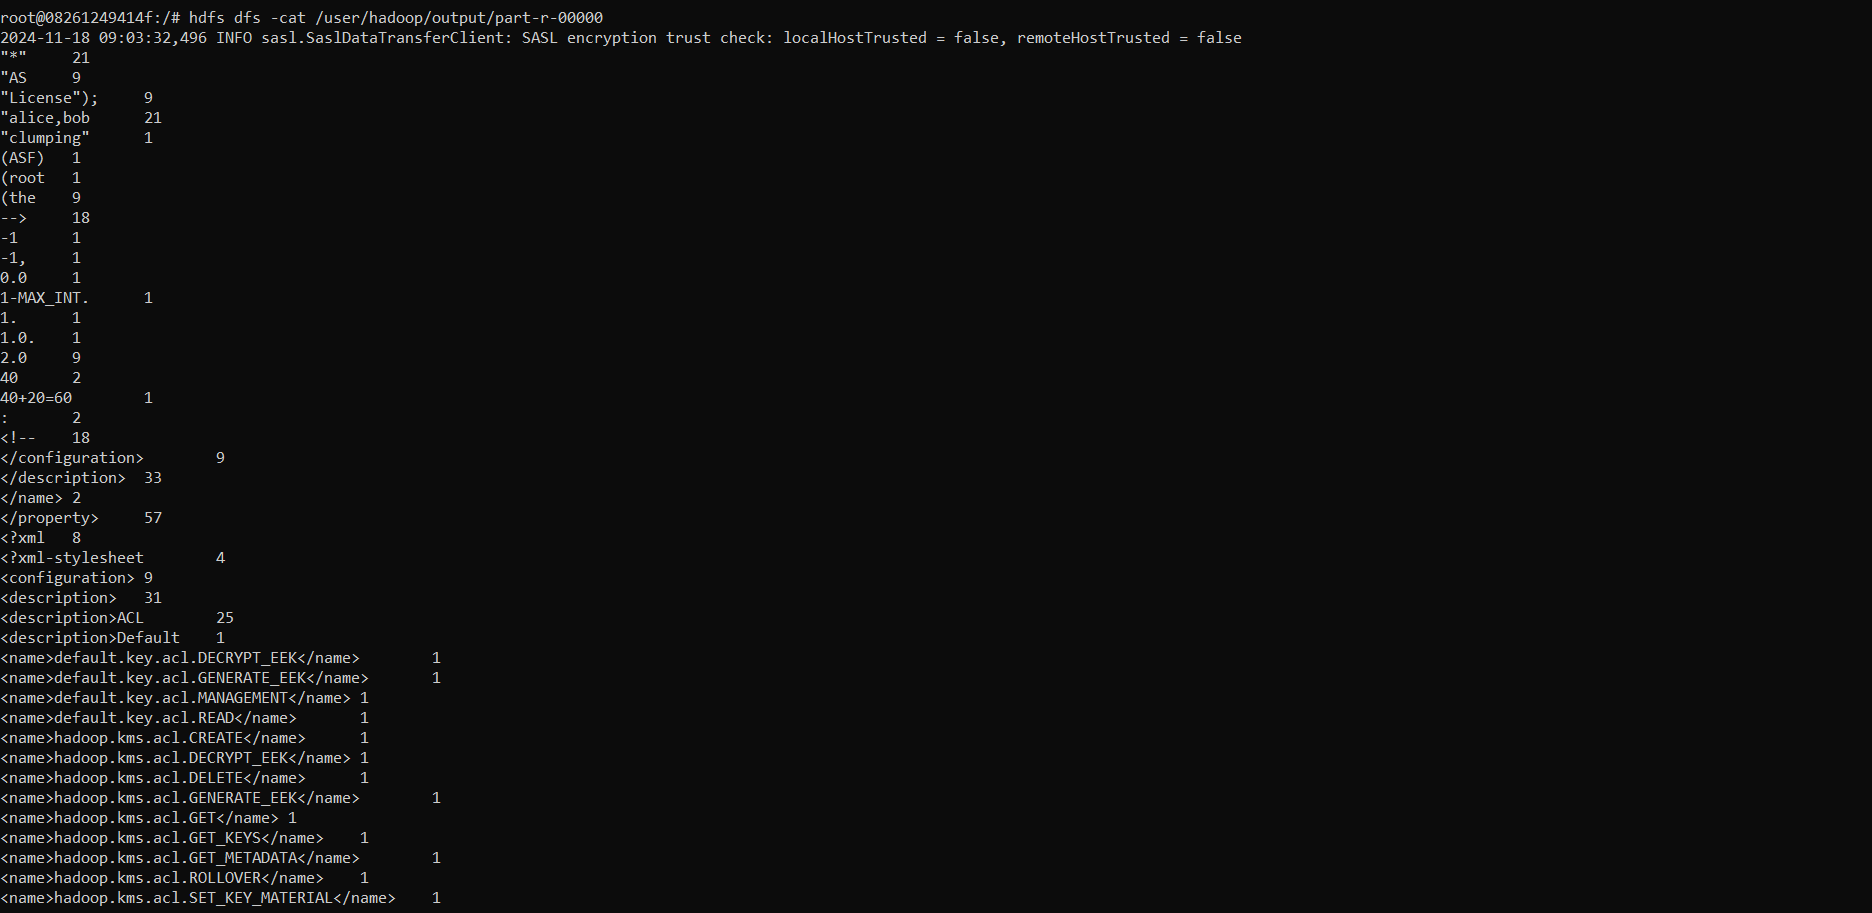 root@08261249414f:/# hdfs dfs -cat /user/hadoop/output/part-r-00000
2024-11-18 09:03:32,496 INFO sasl.SaslDataTransferClient: SASL encryption trust check: localHostTrusted = false, remoteHostTrusted = false
"*"     21
"AS     9
"License");     9
"alice,bob      21
"clumping"      1
(ASF)   1
(root   1
(the    9
-->     18
-1      1
-1,     1
0.0     1
1-MAX_INT.      1
1.      1
1.0.    1
2.0     9
40      2
40+20=60        1
:       2
<!--    18
</configuration>        9
</description>  33
</name> 2
</property>     57
<?xml   8
<?xml-stylesheet        4
<configuration> 9
<description>   31
<description>ACL        25
<description>Default    1
<name>default.key.acl.DECRYPT_EEK</name>        1
<name>default.key.acl.GENERATE_EEK</name>       1
<name>default.key.acl.MANAGEMENT</name> 1
<name>default.key.acl.READ</name>       1
<name>hadoop.kms.acl.CREATE</name>      1
<name>hadoop.kms.acl.DECRYPT_EEK</name> 1
<name>hadoop.kms.acl.DELETE</name>      1
<name>hadoop.kms.acl.GENERATE_EEK</name>        1
<name>hadoop.kms.acl.GET</name> 1
<name>hadoop.kms.acl.GET_KEYS</name>    1
<name>hadoop.kms.acl.GET_METADATA</name>        1
<name>hadoop.kms.acl.ROLLOVER</name>    1
<name>hadoop.kms.acl.SET_KEY_MATERIAL</name>    1